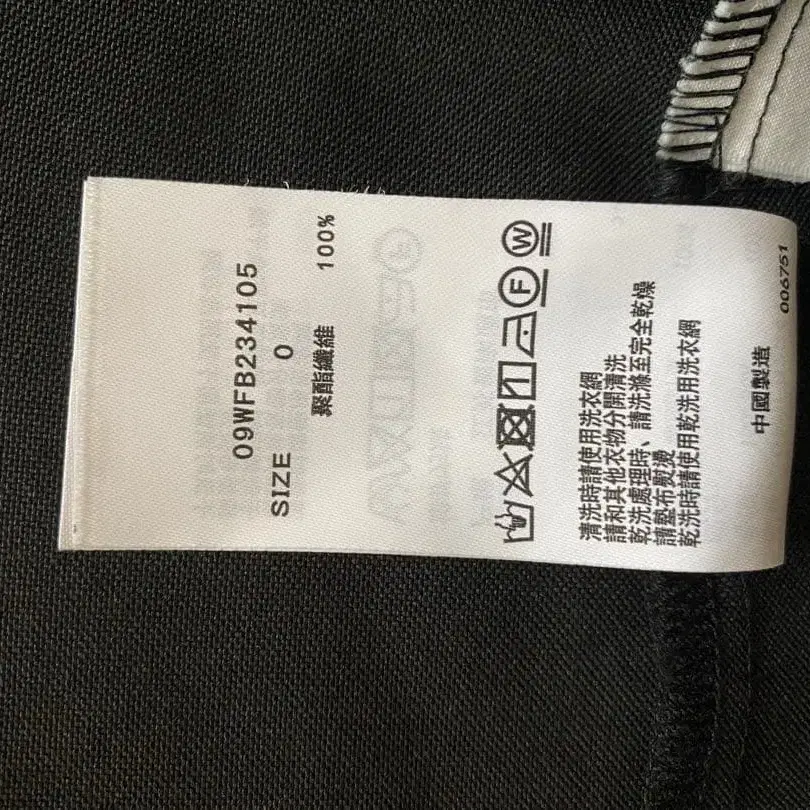 09WFB234105
SIZE 0
聚酯纖維 100%
F W
清洗時請使用洗衣網
請和其他衣物分開清洗
乾洗處理時、請洗滌至完全乾燥
請墊布熨燙
乾洗時請使用乾洗用洗衣網
中國製造
006751